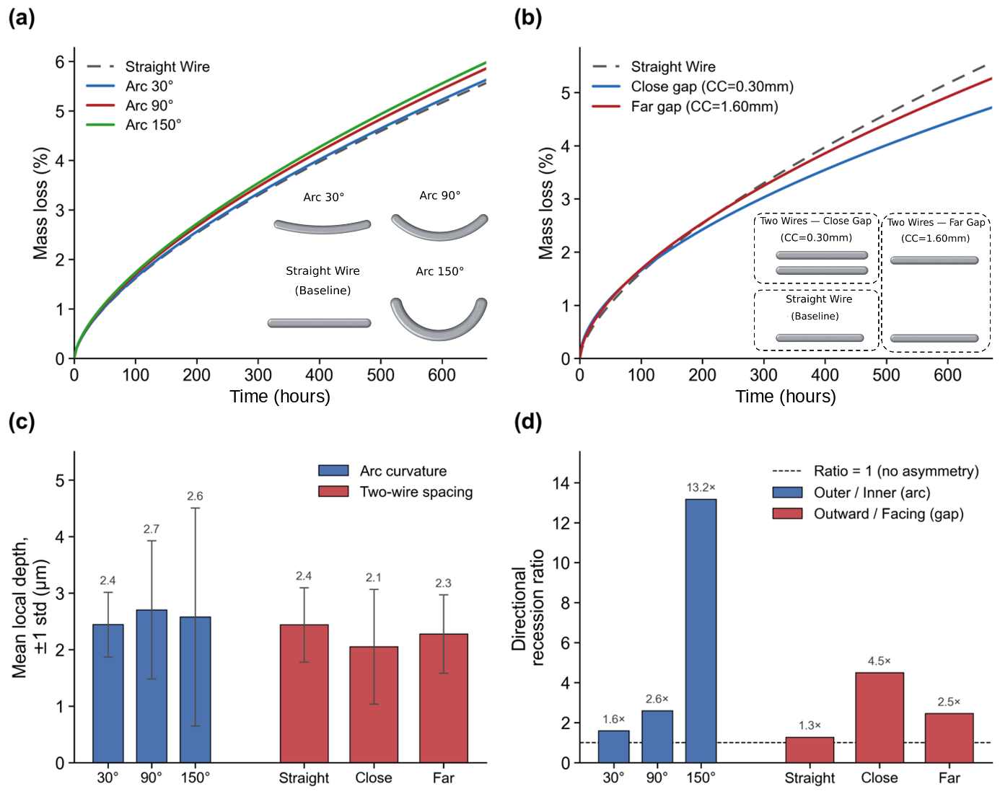 (a)
6
5
4
3
2
1
0
Mass loss (%)
Straight Wire
Arc 30°
Arc 90°
Arc 150°
Arc 30°
Arc 90°
Straight Wire
(Baseline)
Arc 150°
0 100 200 300 400 500 600
Time (hours)
(b)
5
4
3
2
1
0
Mass loss (%)
Straight Wire
Close gap (CC=0.30mm)
Far gap (CC=1.60mm)
Two Wires — Close Gap
(CC=0.30mm)
Two Wires — Far Gap
(CC=1.60mm)
Straight Wire
(Baseline)
0 100 200 300 400 500 600
Time (hours)
(c)
5
4
3
2
1
0
Mean local depth,
±1 std (μm)
Arc curvature
Two-wire spacing
2.4
2.7
2.6
2.4
2.1
2.3
30° 90° 150° Straight Close Far
(d)
14
12
10
8
6
4
2
0
Directional
recession ratio
Ratio = 1 (no asymmetry)
Outer / Inner (arc)
Outward / Facing (gap)
1.6×
2.6×
13.2×
1.3×
4.5×
2.5×
30° 90° 150° Straight Close Far